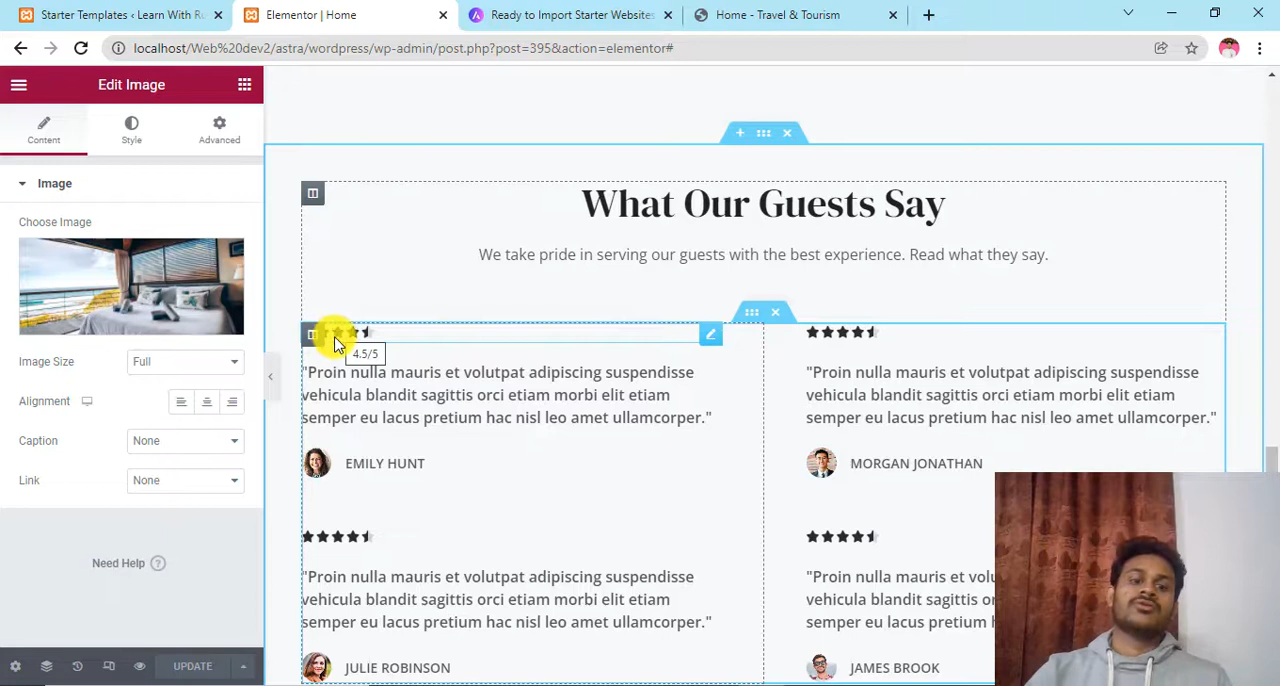 Starter Templates ‹ Learn With R
Elementor | Home
Ready to Import Starter Websites
Home - Travel & Tourism
localhost/Web%20dev2/astra/wordpress/wp-admin/post.php?post=395&action=elementor#
Edit Image
Content
Style
Advanced
Image
Choose Image
Image Size
Full
Alignment
Caption
None
Link
None
Need Help
UPDATE
What Our Guests Say
We take pride in serving our guests with the best experience. Read what they say.
4.5/5
"Proin nulla mauris et volutpat adipiscing suspendisse
vehicula blandit sagittis orci etiam morbi elit etiam
semper eu lacus pretium hac nisl leo amet ullamcorper."
EMILY HUNT
"Proin nulla mauris et volutpat adipiscing suspendisse
vehicula blandit sagittis orci etiam morbi elit etiam
semper eu lacus pretium hac nisl leo amet ullamcorper."
MORGAN JONATHAN
"Proin nulla mauris et volutpat adipiscing suspendisse
vehicula blandit sagittis orci etiam morbi elit etiam
semper eu lacus pretium hac nisl leo amet ullamcorper."
JULIE ROBINSON
"Proin nulla mauris et vol
vehicula blandit sagittis o
semper eu lacus pretium
JAMES BROOK